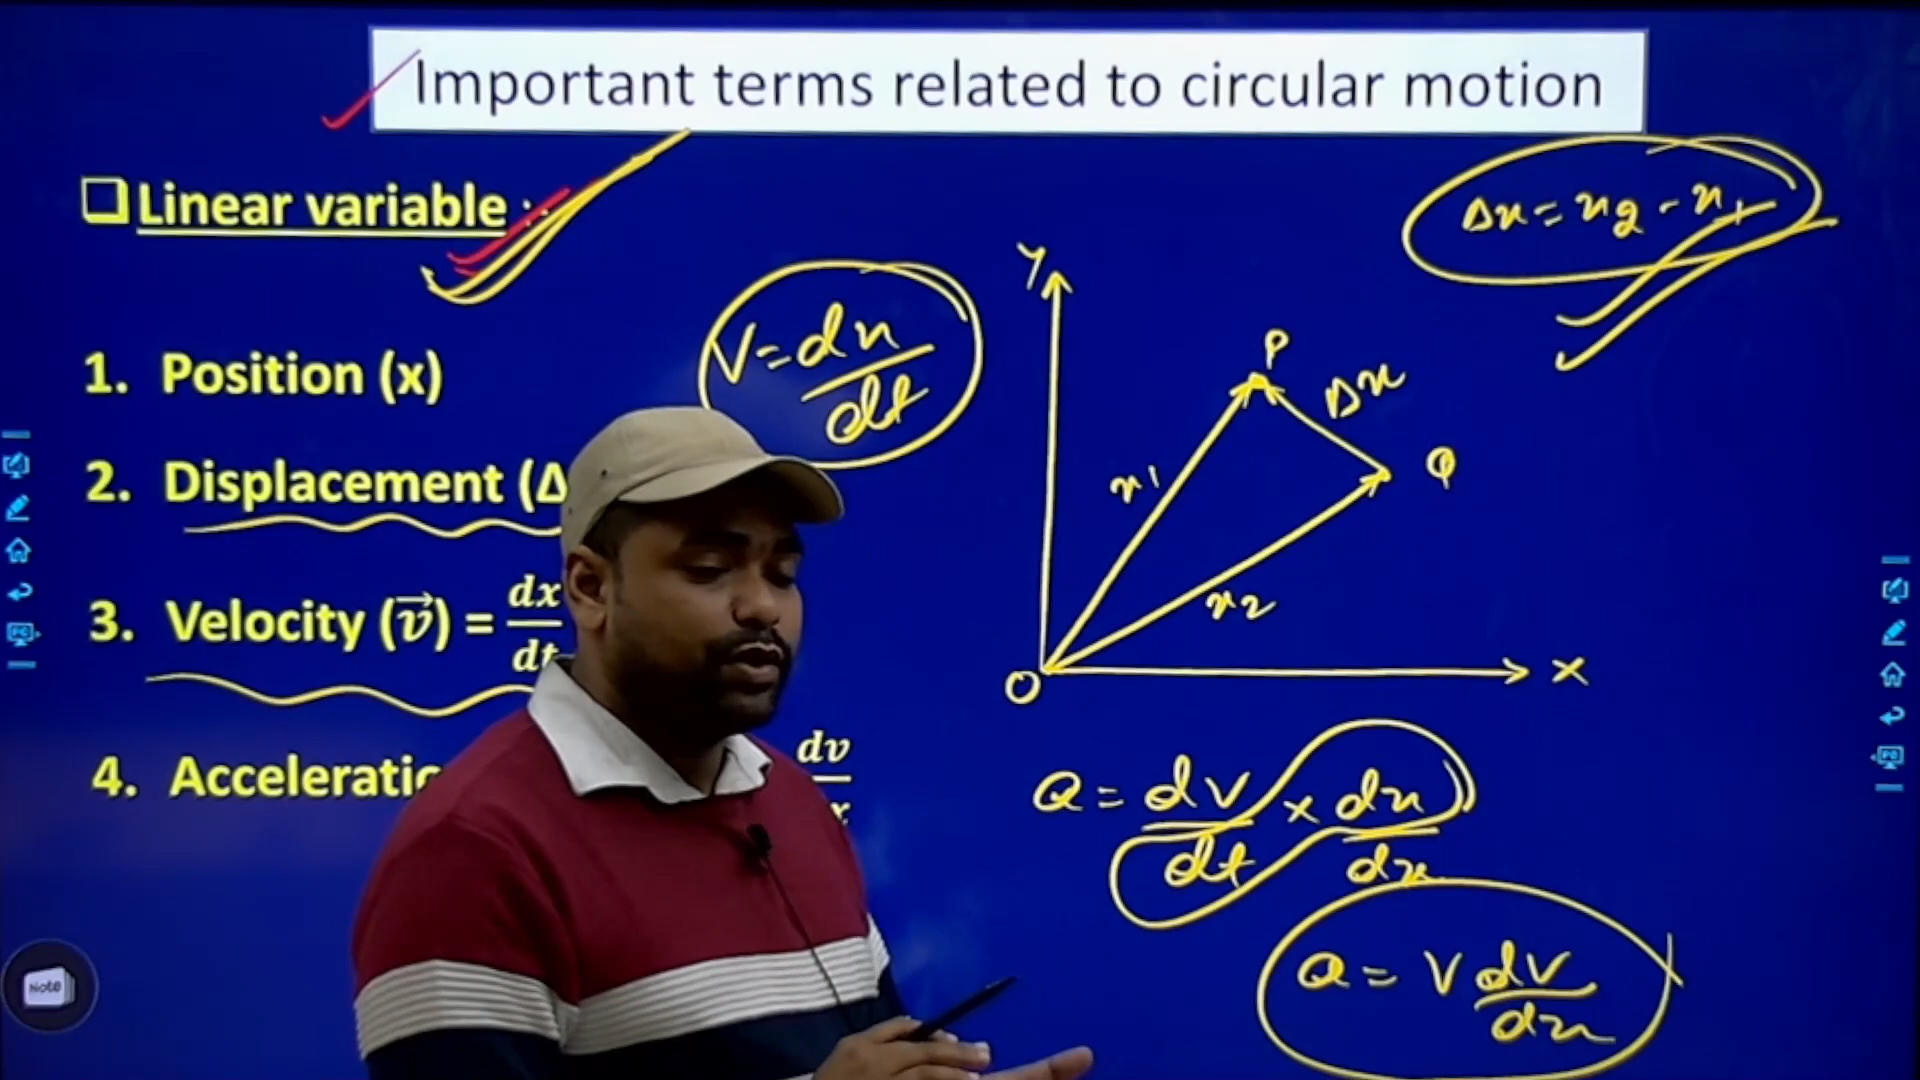 Important terms related to circular motion
Linear variable :
Δx = x2 - x1
1. Position (x)
V = dx/dt
Y
P
Δx
Q
x1
x2
O
X
2. Displacement (Δ
3. Velocity (v⃗) = dx/dt
4. Acceleratio
dv
x
a = dv/dt × dx/dx
a = v dv/dx
Note